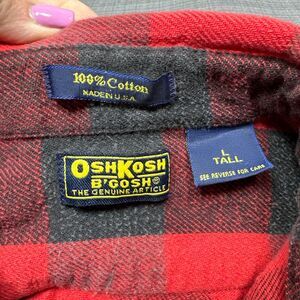 100% Cotton
MADE IN U.S.A.
OSHKOSH
B'GOSH®
THE GENUINE ARTICLE
L
TALL
SEE REVERSE FOR CARE